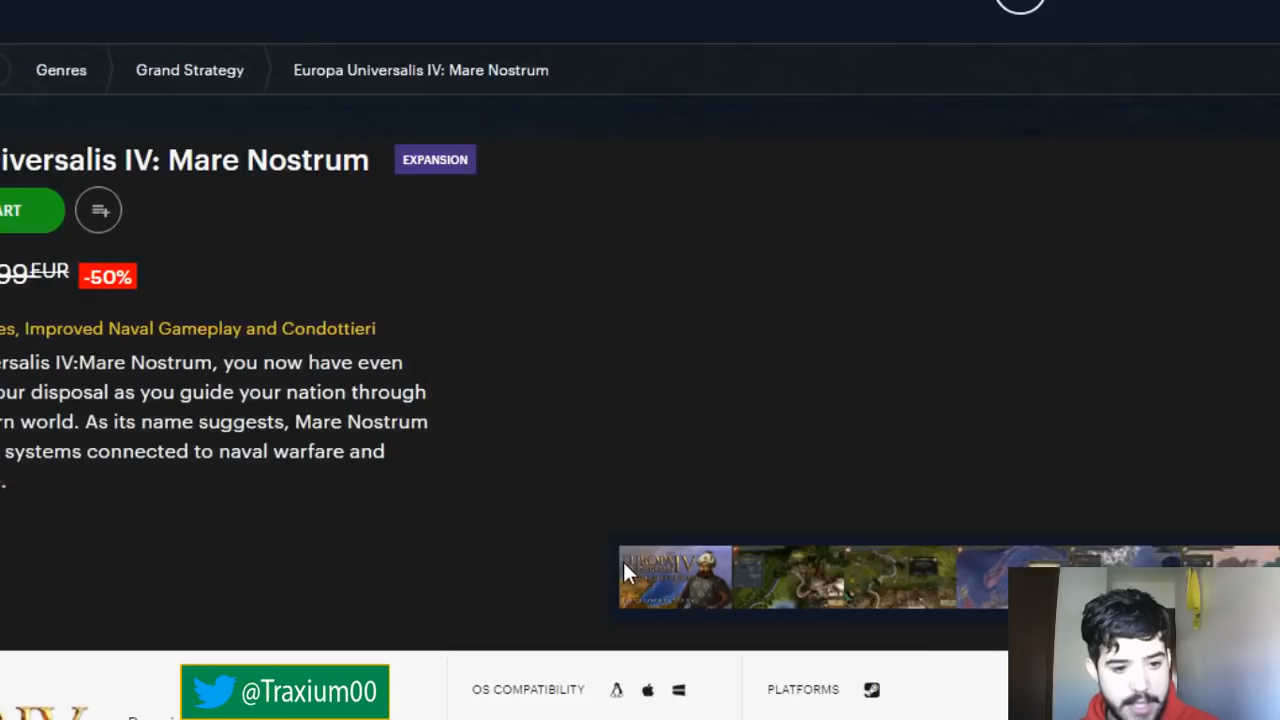 Genres
Grand Strategy
Europa Universalis IV: Mare Nostrum
iversalis IV: Mare Nostrum
EXPANSION
ART
99 EUR
-50%
es, Improved Naval Gameplay and Condottieri
ersalis IV:Mare Nostrum, you now have even
our disposal as you guide your nation through
rn world. As its name suggests, Mare Nostrum
systems connected to naval warfare and
.
@Traxium00
OS COMPATIBILITY
PLATFORMS